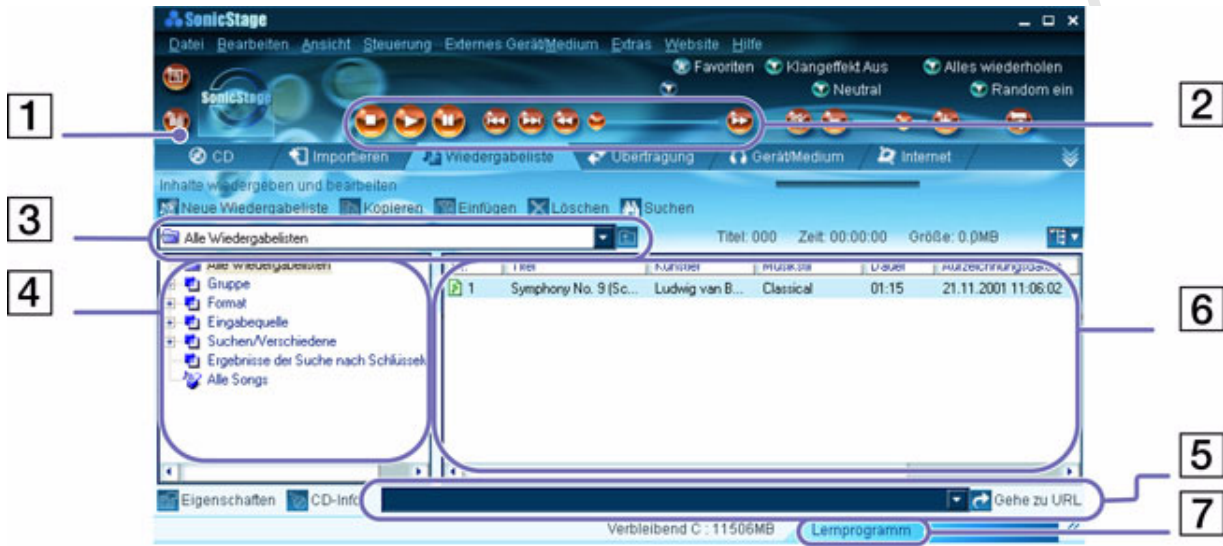 SonicStage
Datei Bearbeiten Ansicht Steuerung Externes Gerät/Medium Extras Website Hilfe
Favoriten Klangeffekt Aus Alles wiederholen
Neutral Random ein
SonicStage
1
2
CD Importieren Wiedergabeliste Übertragung Gerät/Medium Internet
Inhalte wiedergeben und bearbeiten
Neue Wiedergabeliste Kopieren Einfügen Löschen Suchen
3
Alle Wiedergabelisten Titel: 000 Zeit: 00:00:00 Größe: 0.0MB
Alle Wiedergabelisten Titel Künstler Musikstil Dauer
4
Gruppe 1 Symphony No. 9 (Sc... Ludwig van B... Classical 01:15 21.11.2001 11:06:02
6
Format
Eingabequelle
Suchen/Verschiedene
Ergebnisse der Suche nach Schlüssel
Alle Songs
5
Eigenschaften CD-Info Gehe zu URL
7
Verbleibend C : 11506MB Lernprogramm